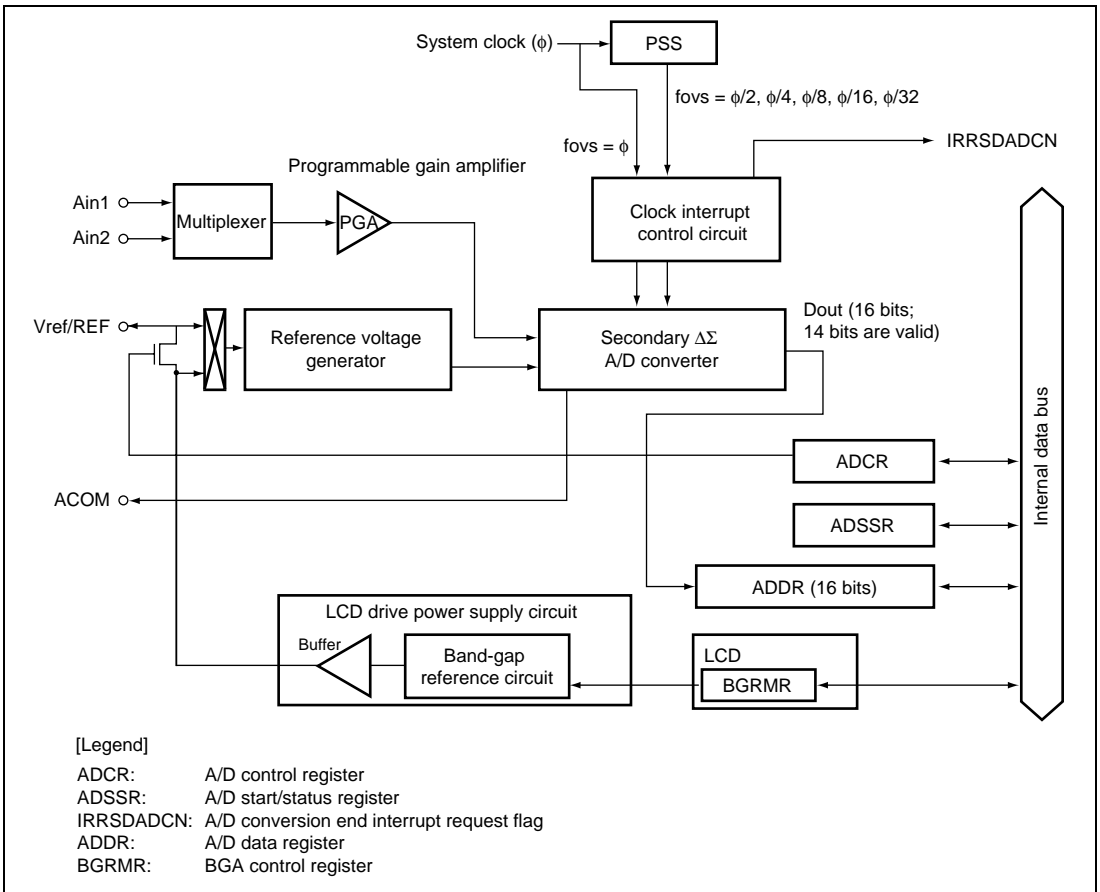 System clock (ϕ)
PSS
fovs = ϕ/2, ϕ/4, ϕ/8, ϕ/16, ϕ/32
fovs = ϕ
IRRSDADCN
Programmable gain amplifier
Ain1
Ain2
Multiplexer
PGA
Clock interrupt
control circuit
Vref/REF
Reference voltage
generator
Secondary ΔΣ
A/D converter
Dout (16 bits;
14 bits are valid)
Internal data bus
ADCR
ACOM
ADSSR
ADDR (16 bits)
LCD drive power supply circuit
Buffer
Band-gap
reference circuit
LCD
BGRMR
[Legend]
ADCR: A/D control register
ADSSR: A/D start/status register
IRRSDADCN: A/D conversion end interrupt request flag
ADDR: A/D data register
BGRMR: BGA control register